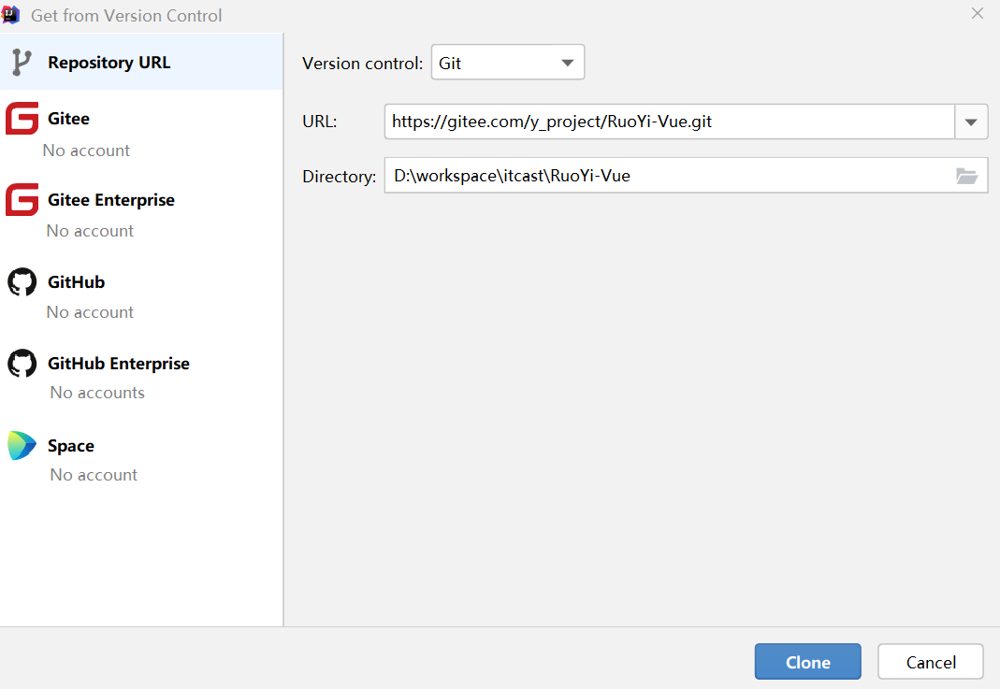 Get from Version Control
Repository URL
Gitee
No account
Gitee Enterprise
No account
GitHub
No account
GitHub Enterprise
No accounts
Space
No account
Version control: Git
URL: https://gitee.com/y_project/RuoYi-Vue.git
Directory: D:\workspace\itcast\RuoYi-Vue
Clone Cancel